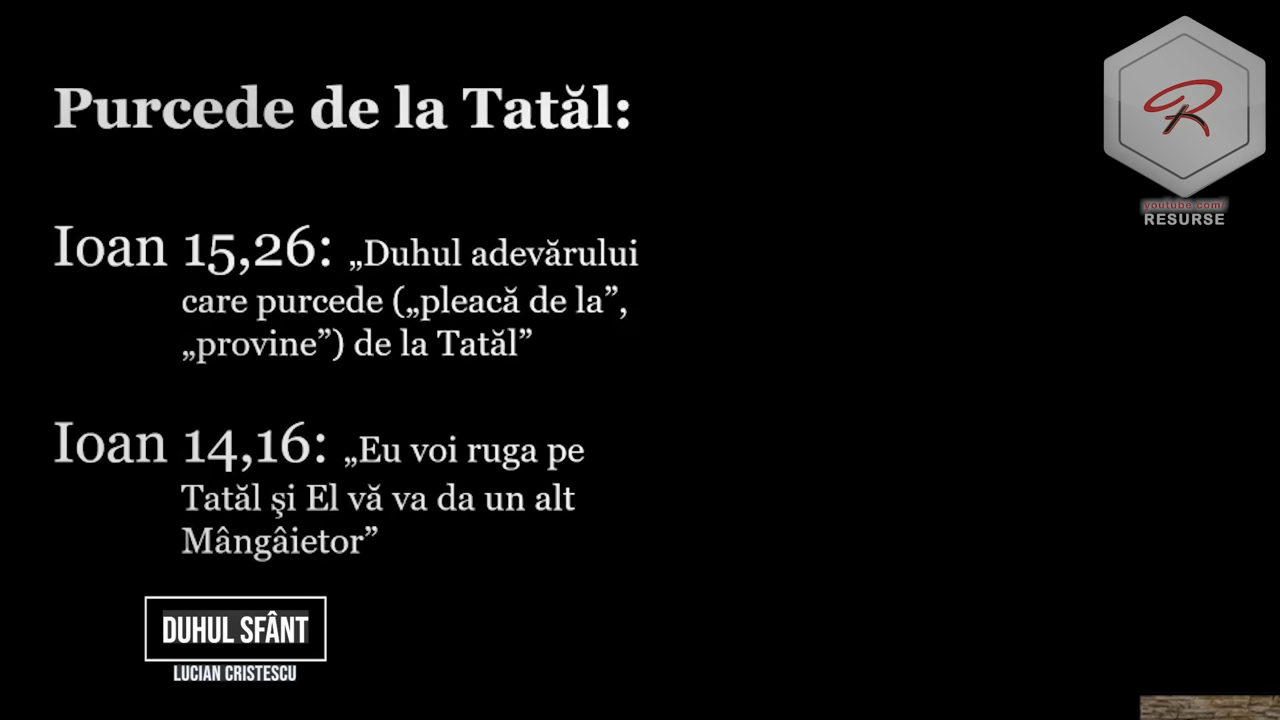 Purcede de la Tatăl:
Ioan 15,26: „Duhul adevărului
care purcede („pleacă de la”,
„provine”) de la Tatăl”
Ioan 14,16: „Eu voi ruga pe
Tatăl şi El vă va da un alt
Mângâietor”
DUHUL SFÂNT
LUCIAN CRISTESCU
R
youtube.com/
RESURSE